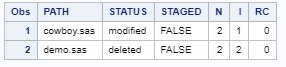 Obs PATH STATUS STAGED N I RC
1 cowboy.sas modified FALSE 2 1 0
2 demo.sas deleted FALSE 2 2 0